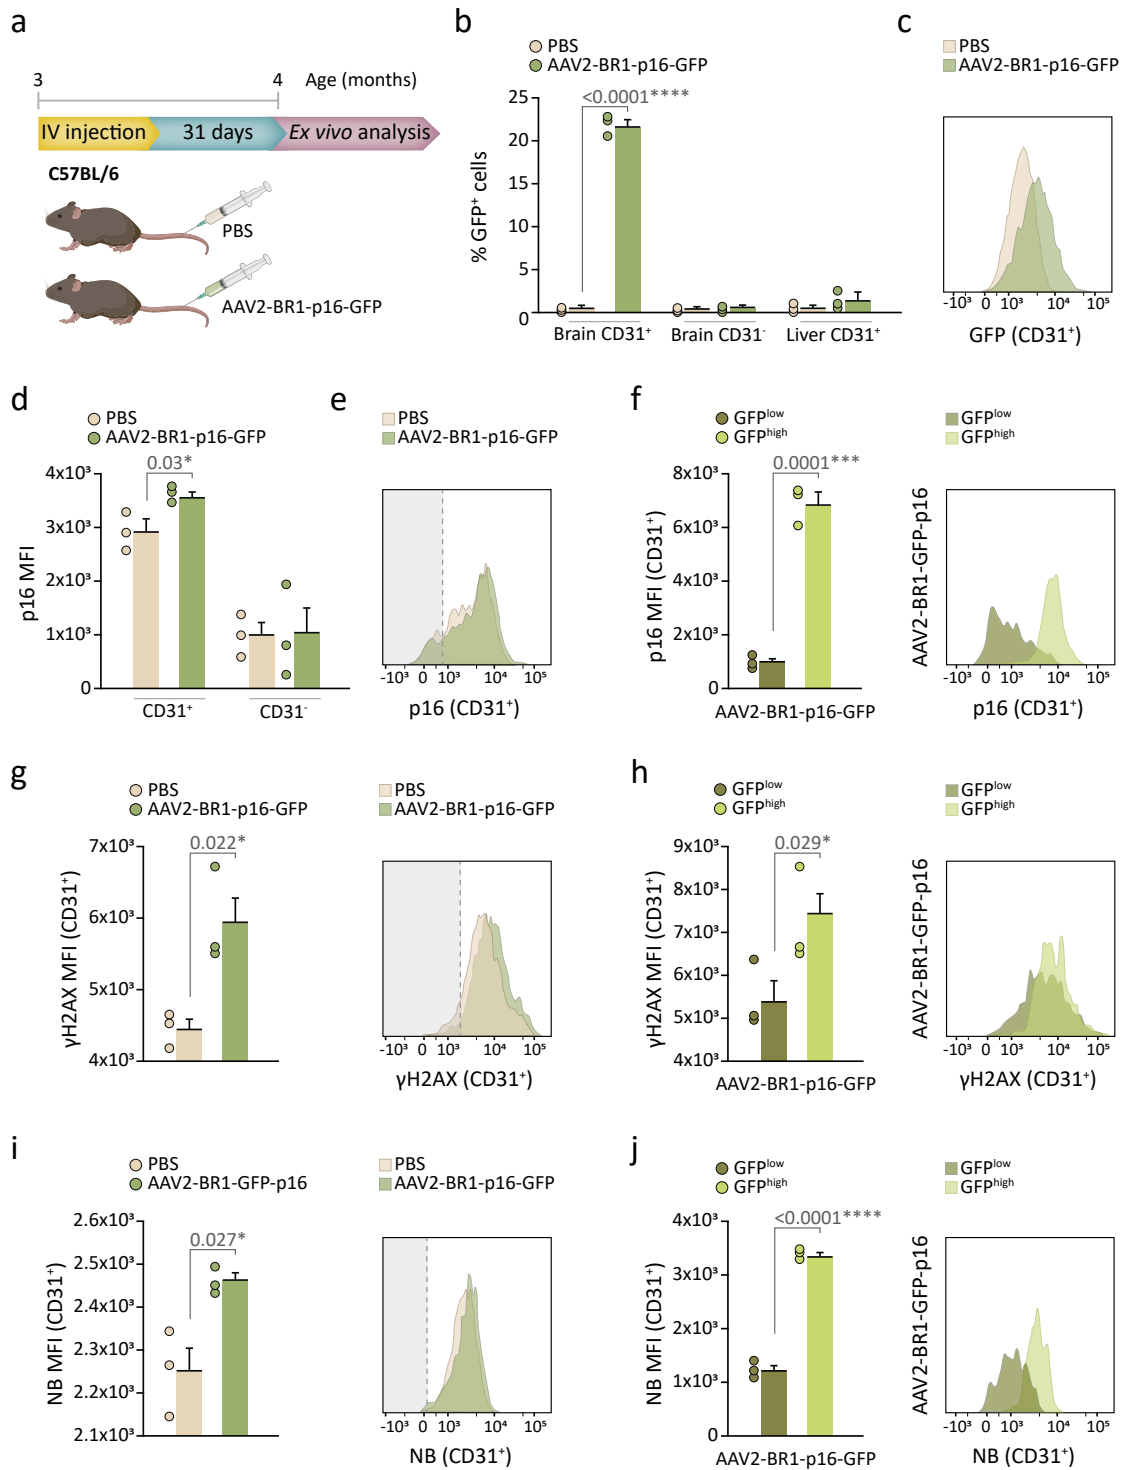 a
3
4
Age (months)
IV injection
31 days
Ex vivo analysis
C57BL/6
PBS
AAV2-BR1-p16-GFP
b
PBS
AAV2-BR1-p16-GFP
<0.0001****
% GFP⁺ cells
25
20
15
10
5
0
Brain CD31⁺
Brain CD31⁻
Liver CD31⁺
c
PBS
AAV2-BR1-p16-GFP
-10³ 0 10³ 10⁴ 10⁵
GFP (CD31⁺)
d
PBS
AAV2-BR1-p16-GFP
0.03*
p16 MFI
4x10³
3x10³
2x10³
1x10³
0
CD31⁺
CD31⁻
e
PBS
AAV2-BR1-p16-GFP
-10³ 0 10³ 10⁴ 10⁵
p16 (CD31⁺)
f
GFPˡᵒʷ
GFPʰⁱᵍʰ
0.0001***
p16 MFI (CD31⁺)
8x10³
6x10³
4x10³
2x10³
0
AAV2-BR1-p16-GFP
GFPˡᵒʷ
GFPʰⁱᵍʰ
AAV2-BR1-GFP-p16
-10³ 0 10³ 10⁴ 10⁵
p16 (CD31⁺)
g
PBS
AAV2-BR1-p16-GFP
0.022*
γH2AX MFI (CD31⁺)
7x10³
6x10³
5x10³
4x10³
PBS
AAV2-BR1-p16-GFP
-10³ 0 10³ 10⁴ 10⁵
γH2AX (CD31⁺)
h
GFPˡᵒʷ
GFPʰⁱᵍʰ
0.029*
γH2AX MFI (CD31⁺)
9x10³
8x10³
7x10³
6x10³
5x10³
4x10³
AAV2-BR1-p16-GFP
GFPˡᵒʷ
GFPʰⁱᵍʰ
AAV2-BR1-GFP-p16
-10³ 0 10³ 10⁴ 10⁵
γH2AX (CD31⁺)
i
PBS
AAV2-BR1-GFP-p16
0.027*
NB MFI (CD31⁺)
2.6x10³
2.5x10³
2.4x10³
2.3x10³
2.2x10³
2.1x10³
PBS
AAV2-BR1-p16-GFP
-10³ 0 10³ 10⁴ 10⁵
NB (CD31⁺)
j
GFPˡᵒʷ
GFPʰⁱᵍʰ
<0.0001****
NB MFI (CD31⁺)
4x10³
3x10³
2x10³
1x10³
0
AAV2-BR1-p16-GFP
GFPˡᵒʷ
GFPʰⁱᵍʰ
AAV2-BR1-GFP-p16
-10³ 0 10³ 10⁴ 10⁵
NB (CD31⁺)